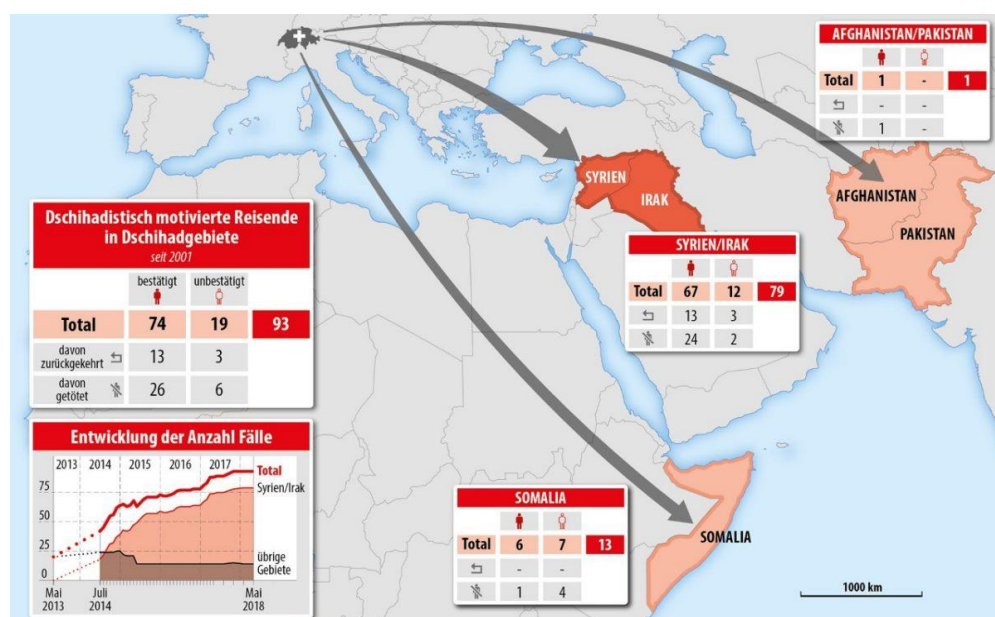 AFGHANISTAN/PAKISTAN
Total 1 - 1
- -
1 -
SYRIEN
IRAK
AFGHANISTAN
PAKISTAN
Dschihadistisch motivierte Reisende
in Dschihadgebiete
seit 2001
bestätigt unbestätigt
Total 74 19 93
davon
zurückgekehrt 13 3
davon
getötet 26 6
SYRIEN/IRAK
Total 67 12 79
13 3
24 2
Entwicklung der Anzahl Fälle
2013 2014 2015 2016 2017
Total
Syrien/Irak
75
50
25
übrige
Gebiete
0
Mai
2013
Juli
2014
Mai
2018
SOMALIA
Total 6 7 13
- -
1 4
SOMALIA
1000 km